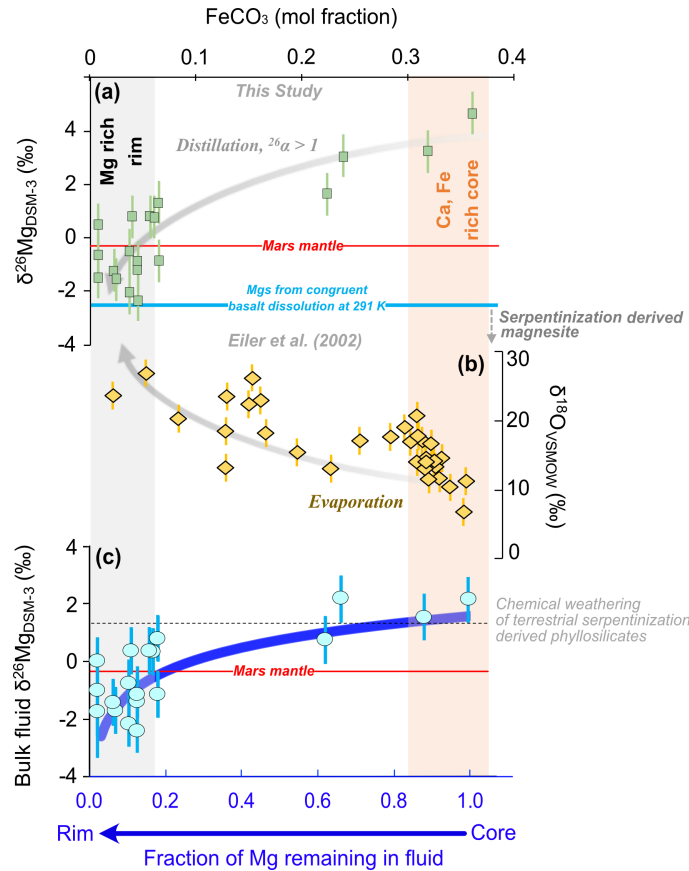 FeCO₃ (mol fraction)
0 0.1 0.2 0.3 0.4
(a)
This Study
Mg rich
rim
Distillation, ²⁶α > 1
Ca, Fe
rich core
4
2
0
-2
-4
δ²⁶Mg_DSM-3 (‰)
Mars mantle
Mgs from congruent
basalt dissolution at 291 K
Serpentinization derived
magnesite
Eiler et al. (2002)
(b)
30
20
10
0
δ¹⁸O_VSMOW (‰)
Evaporation
(c)
4
2
0
-2
-4
Bulk fluid δ²⁶Mg_DSM-3 (‰)
Chemical weathering
of terrestrial serpentinization
derived phyllosilicates
Mars mantle
0.0 0.2 0.4 0.6 0.8 1.0
Rim Core
Fraction of Mg remaining in fluid